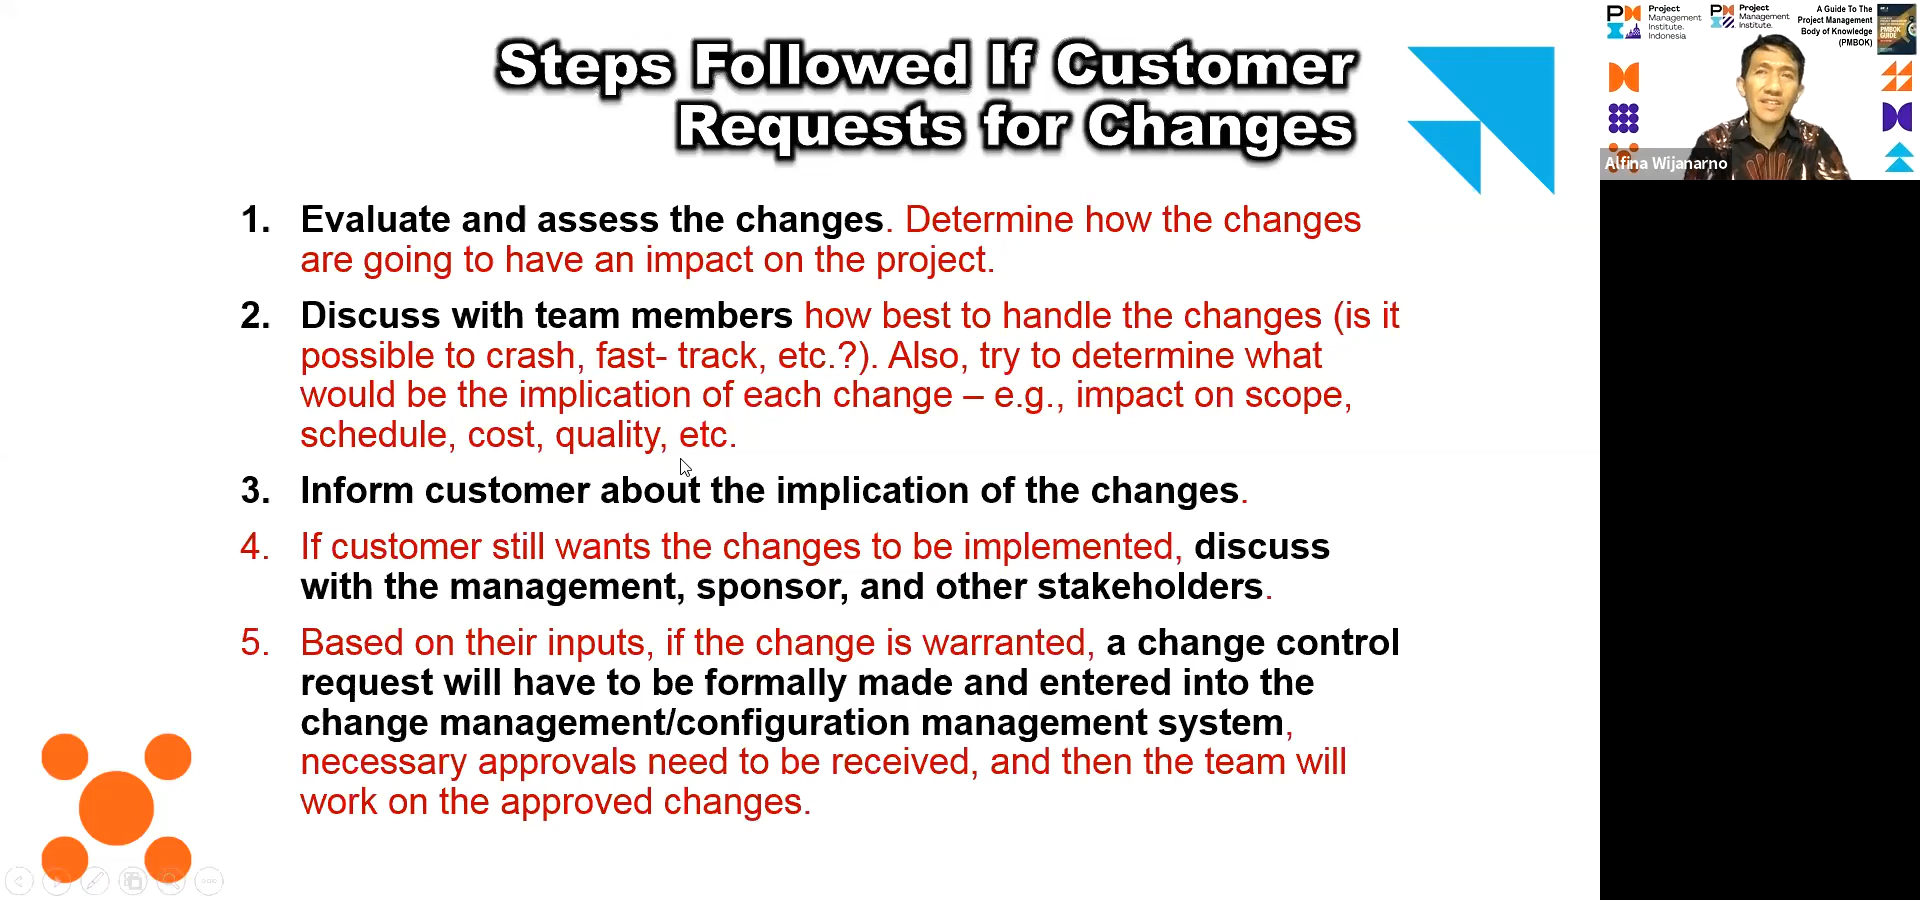 Steps Followed If Customer
Requests for Changes
1. Evaluate and assess the changes. Determine how the changes
are going to have an impact on the project.
2. Discuss with team members how best to handle the changes (is it
possible to crash, fast- track, etc.?). Also, try to determine what
would be the implication of each change – e.g., impact on scope,
schedule, cost, quality, etc.
3. Inform customer about the implication of the changes.
4. If customer still wants the changes to be implemented, discuss
with the management, sponsor, and other stakeholders.
5. Based on their inputs, if the change is warranted, a change control
request will have to be formally made and entered into the
change management/configuration management system,
necessary approvals need to be received, and then the team will
work on the approved changes.
Project
Management
Institute.
Indonesia
Project
Management
Institute.
A Guide To The
Project Management
Body of Knowledge
(PMBOK)
PMBOK
GUIDE
Alfina Wijanarno